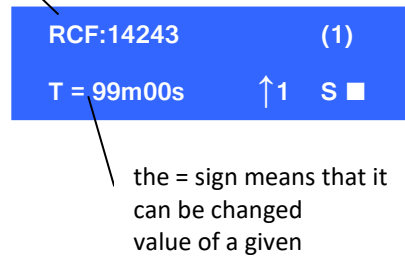 RCF:14243 (1)
T = 99m00s ↑1 S ■
the = sign means that it
can be changed
value of a given